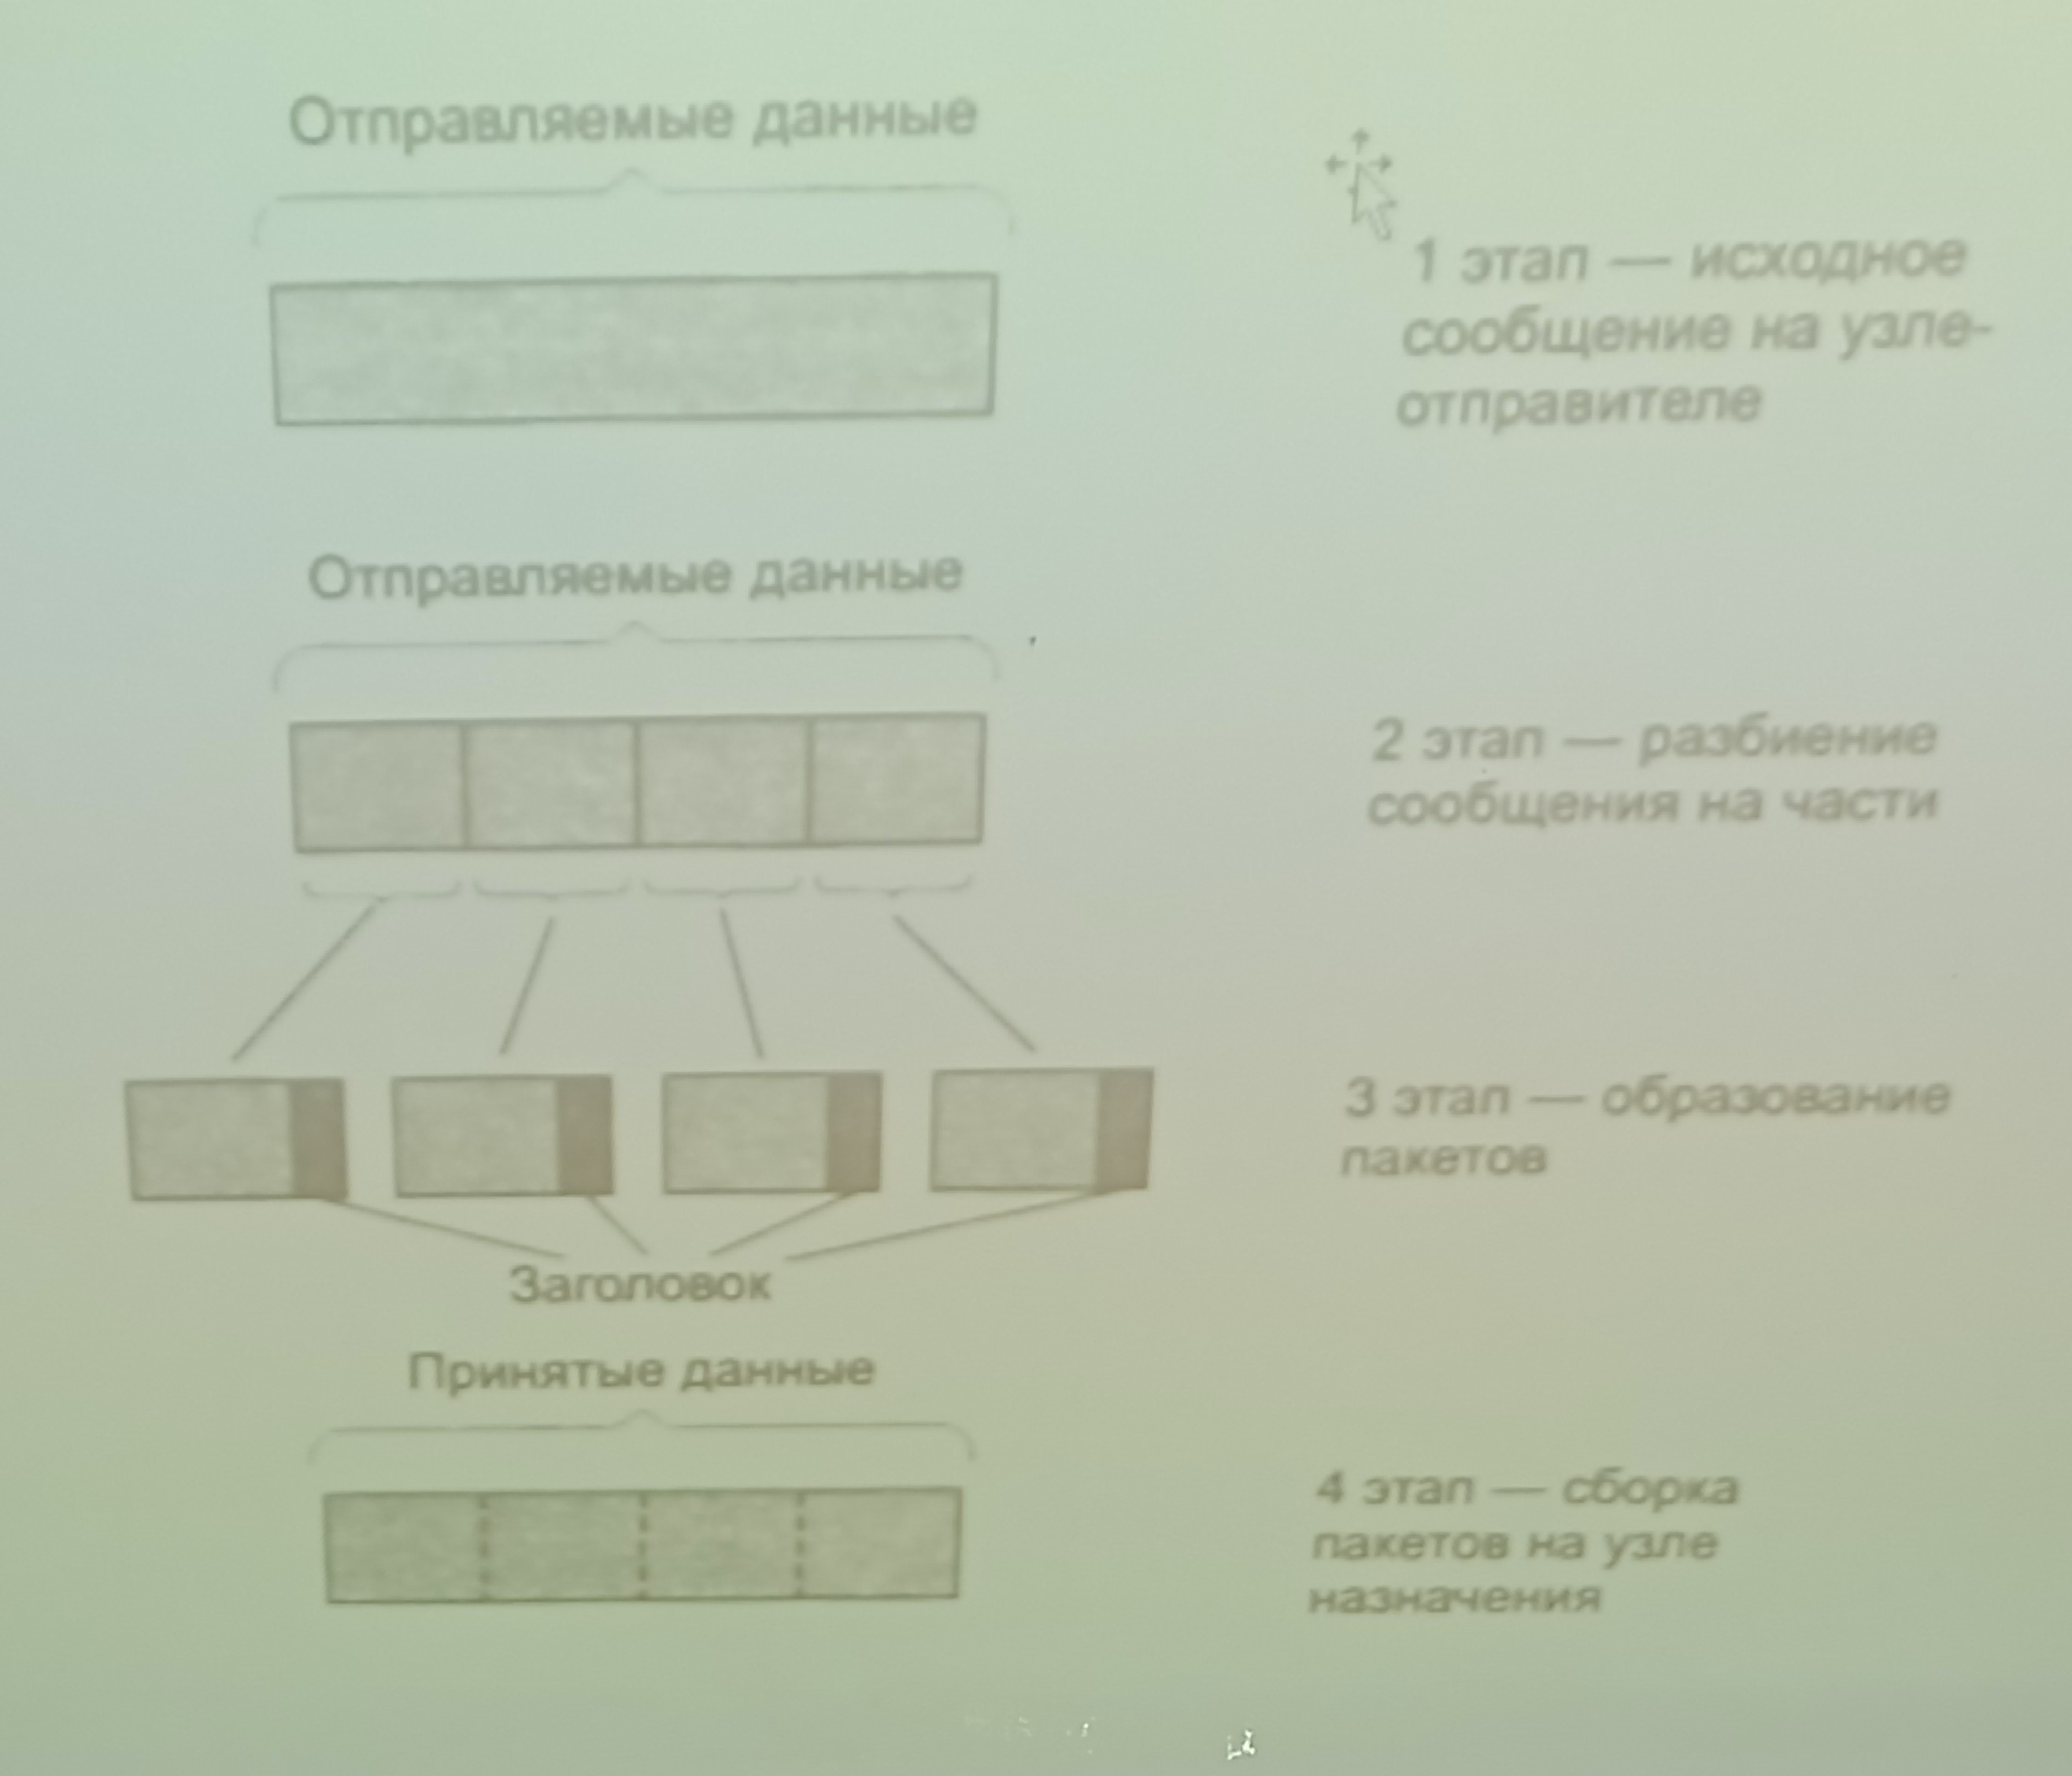 Отправляемые данные
1 этап — исходное
сообщение на узле-
отправителе
Отправляемые данные
2 этап — разбиение
сообщения на части
3 этап — образование
пакетов
Заголовок
Принятые данные
4 этап — сборка
пакетов на узле
назначения